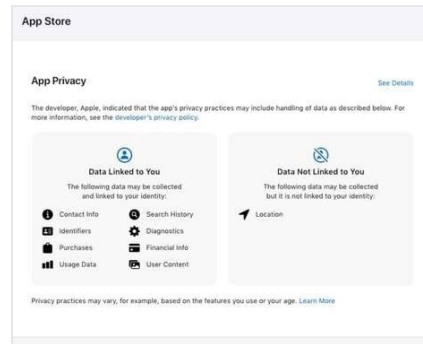 App Store
App Privacy
See Details
The developer, Apple, indicated that the app's privacy practices may include handling of data as described below. For
more information, see the developer's privacy policy.
Data Linked to You
The following data may be collected
and linked to your identity:
Contact Info
Search History
Identifiers
Diagnostics
Purchases
Financial Info
Usage Data
User Content
Data Not Linked to You
The following data may be collected
but it is not linked to your identity:
Location
Privacy practices may vary, for example, based on the features you use or your age. Learn More